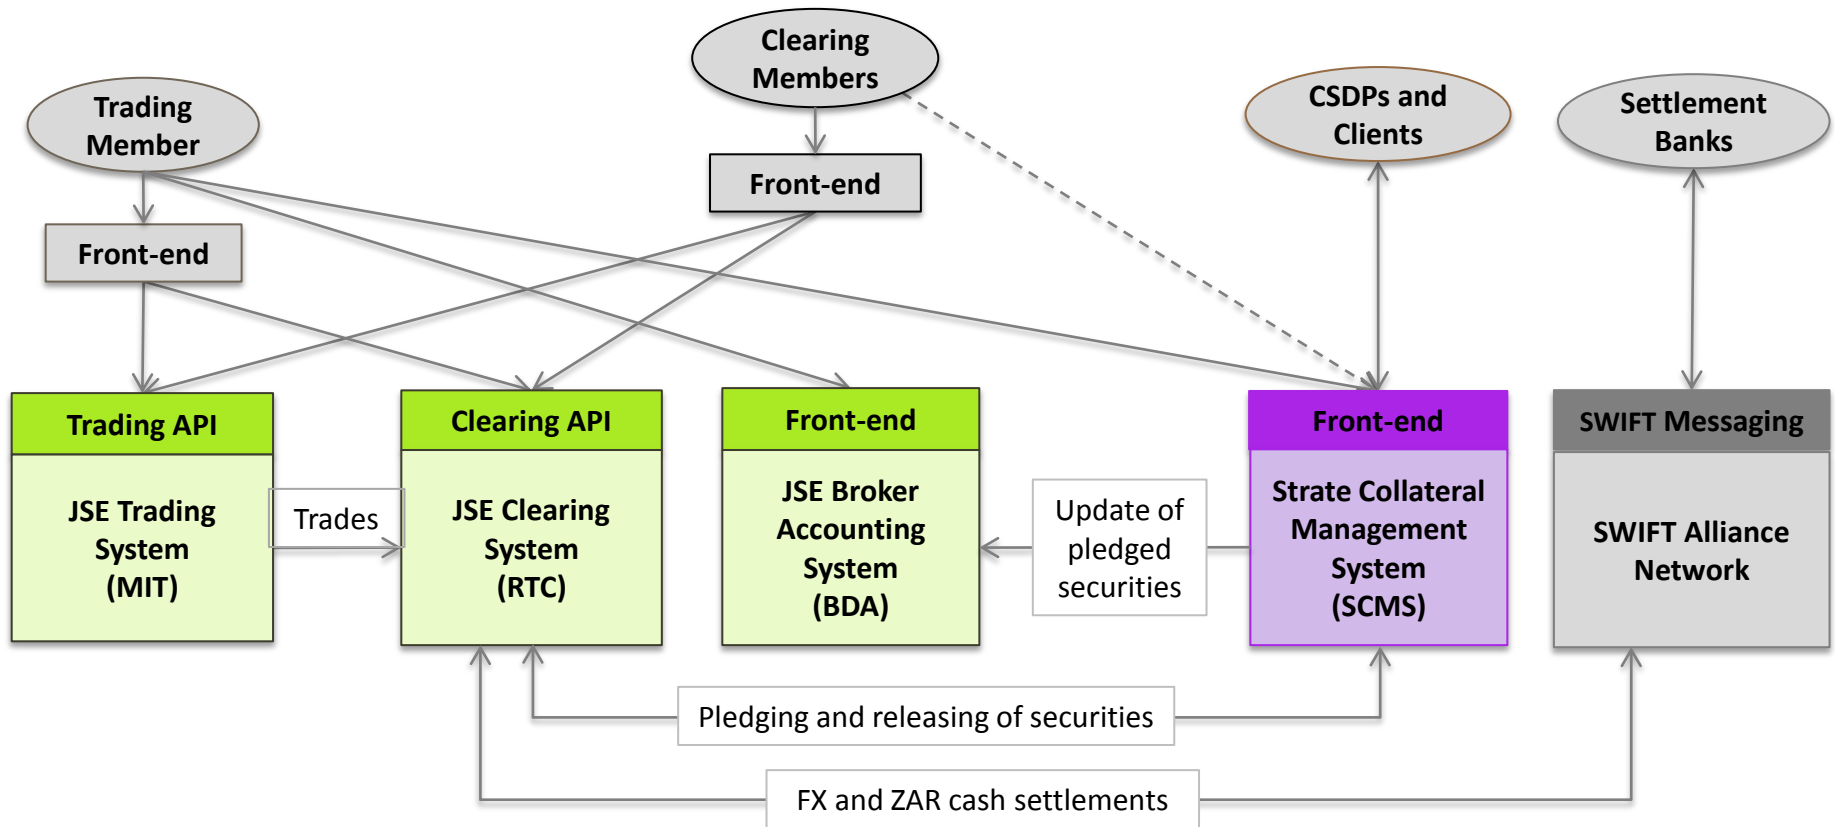 Clearing
Members
Trading
Member
CSDPs and
Clients
Settlement
Banks
Front-end
Front-end
Trading API
Clearing API
Front-end
Front-end
SWIFT Messaging
JSE Trading
System
(MIT)
Trades
JSE Clearing
System
(RTC)
JSE Broker
Accounting
System
(BDA)
Update of
pledged
securities
Strate Collateral
Management
System
(SCMS)
SWIFT Alliance
Network
Pledging and releasing of securities
FX and ZAR cash settlements